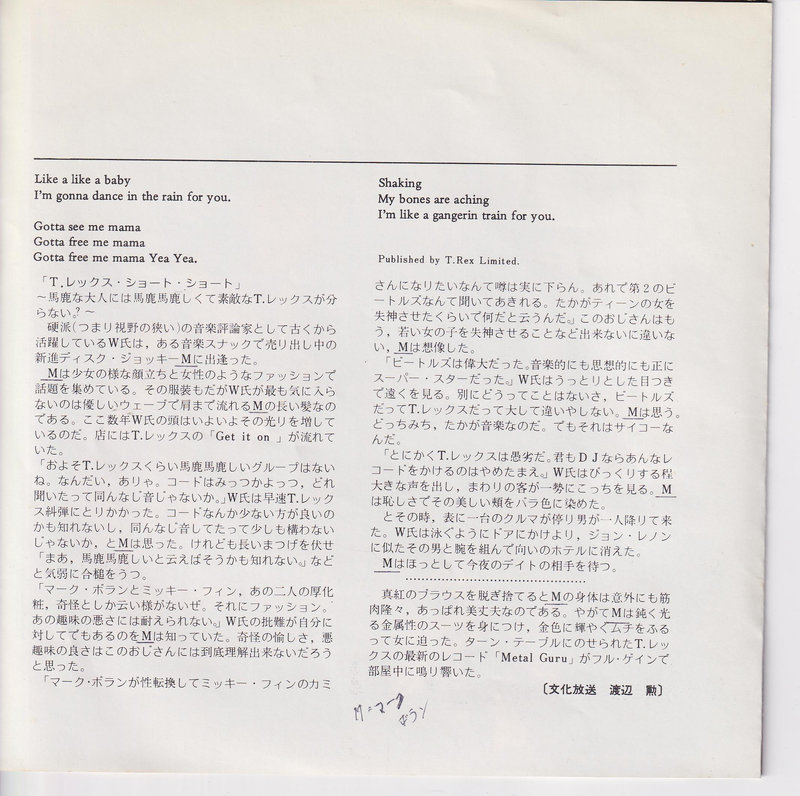 Like a like a baby
I'm gonna dance in the rain for you.
Gotta see me mama
Gotta free me mama
Gotta free me mama Yea Yea.
「T.レックス・ショート・ショート」
〜馬鹿な大人には馬鹿馬鹿しくて素敵なT.レックスが分
らない。?〜
硬派(つまり視野の狭い)の音楽評論家として古くから
活躍しているW氏は，ある音楽スナックで売り出し中の
新進ディスク・ジョッキーMに出逢った。
Mは少女の様な顔立ちと女性のようなファッションで
話題を集めている。その服装もだがW氏が最も気に入ら
ないのは優しいウェーブで肩まで流れるMの長い髪なの
である。ここ数年W氏の頭はいよいよその光りを増して
いるのだ。店にはT.レックスの「Get it on 」が流れて
いた。
「およそT.レックスくらい馬鹿馬鹿しいグループはない
ね。なんだい，ありゃ。コードはみっつかよっつ，どれ
聞いたって同んなじ音じゃないか。」W氏は早速T.レック
ス糾弾にとりかかった。コードなんか少ない方が良いの
かも知れないし，同んなじ音してたって少しも構わない
じゃないか，とMは思った。けれども長いまつげを伏せ
「まあ，馬鹿馬鹿しいと云えばそうかも知れない。」など
と気弱に合槌をうつ。
「マーク・ボランとミッキー・フィン，あの二人の厚化
粧，奇怪としか云い様がないぜ。それにファッション。
あの趣味の悪さには耐えられない。」W氏の批難が自分に
対してでもあるのをMは知っていた。奇怪の愉しさ，悪
趣味の良さはこのおじさんには到底理解出来ないだろう
と思った。
「マーク・ボランが性転換してミッキー・フィンのカミ
Shaking
My bones are aching
I'm like a gangerin train for you.
Published by T.Rex Limited.
さんになりたいなんて噂は実に下らん。あれで第2のビ
ートルズなんて聞いてあきれる。たかがティーンの女を
失神させたくらいで何だと云うんだ。」このおじさんはも
う，若い女の子を失神させることなど出来ないに違いな
い，Mは想像した。
「ビートルズは偉大だった。音楽的にも思想的にも正に
スーパー・スターだった。」W氏はうっとりとした目つき
で遠くを見る。別にどうってことはないさ，ビートルズ
だってT.レックスだって大して違いやしない。Mは思う。
どっちみち，たかが音楽なのだ。でもそれはサイコーな
んだ。
「とにかくT.レックスは愚劣だ。君もDJならあんなレ
コードをかけるのはやめたまえ。」W氏はびっくりする程
大きな声を出し，まわりの客が一勢にこっちを見る。M
は恥しさでその美しい頬をバラ色に染めた。
とその時，表に一台のクルマが停り男が一人降りて来
た。W氏は泳ぐようにドアにかけより，ジョン・レノン
に似たその男と腕を組んで向いのホテルに消えた。
Mはほっとして今夜のデイトの相手を待つ。
真紅のブラウスを脱ぎ捨てるとMの身体は意外にも筋
肉隆々，あっぱれ美丈夫なのである。やがてMは鈍く光
る金属性のスーツを身につけ，金色に輝やくムチをふる
って女に迫った。ターン・テーブルにのせられたT.レッ
クスの最新のレコード「Metal Guru」がフル・ゲインで
部屋中に鳴り響いた。
〔文化放送 渡辺 勲〕
M=マーク
ボラン